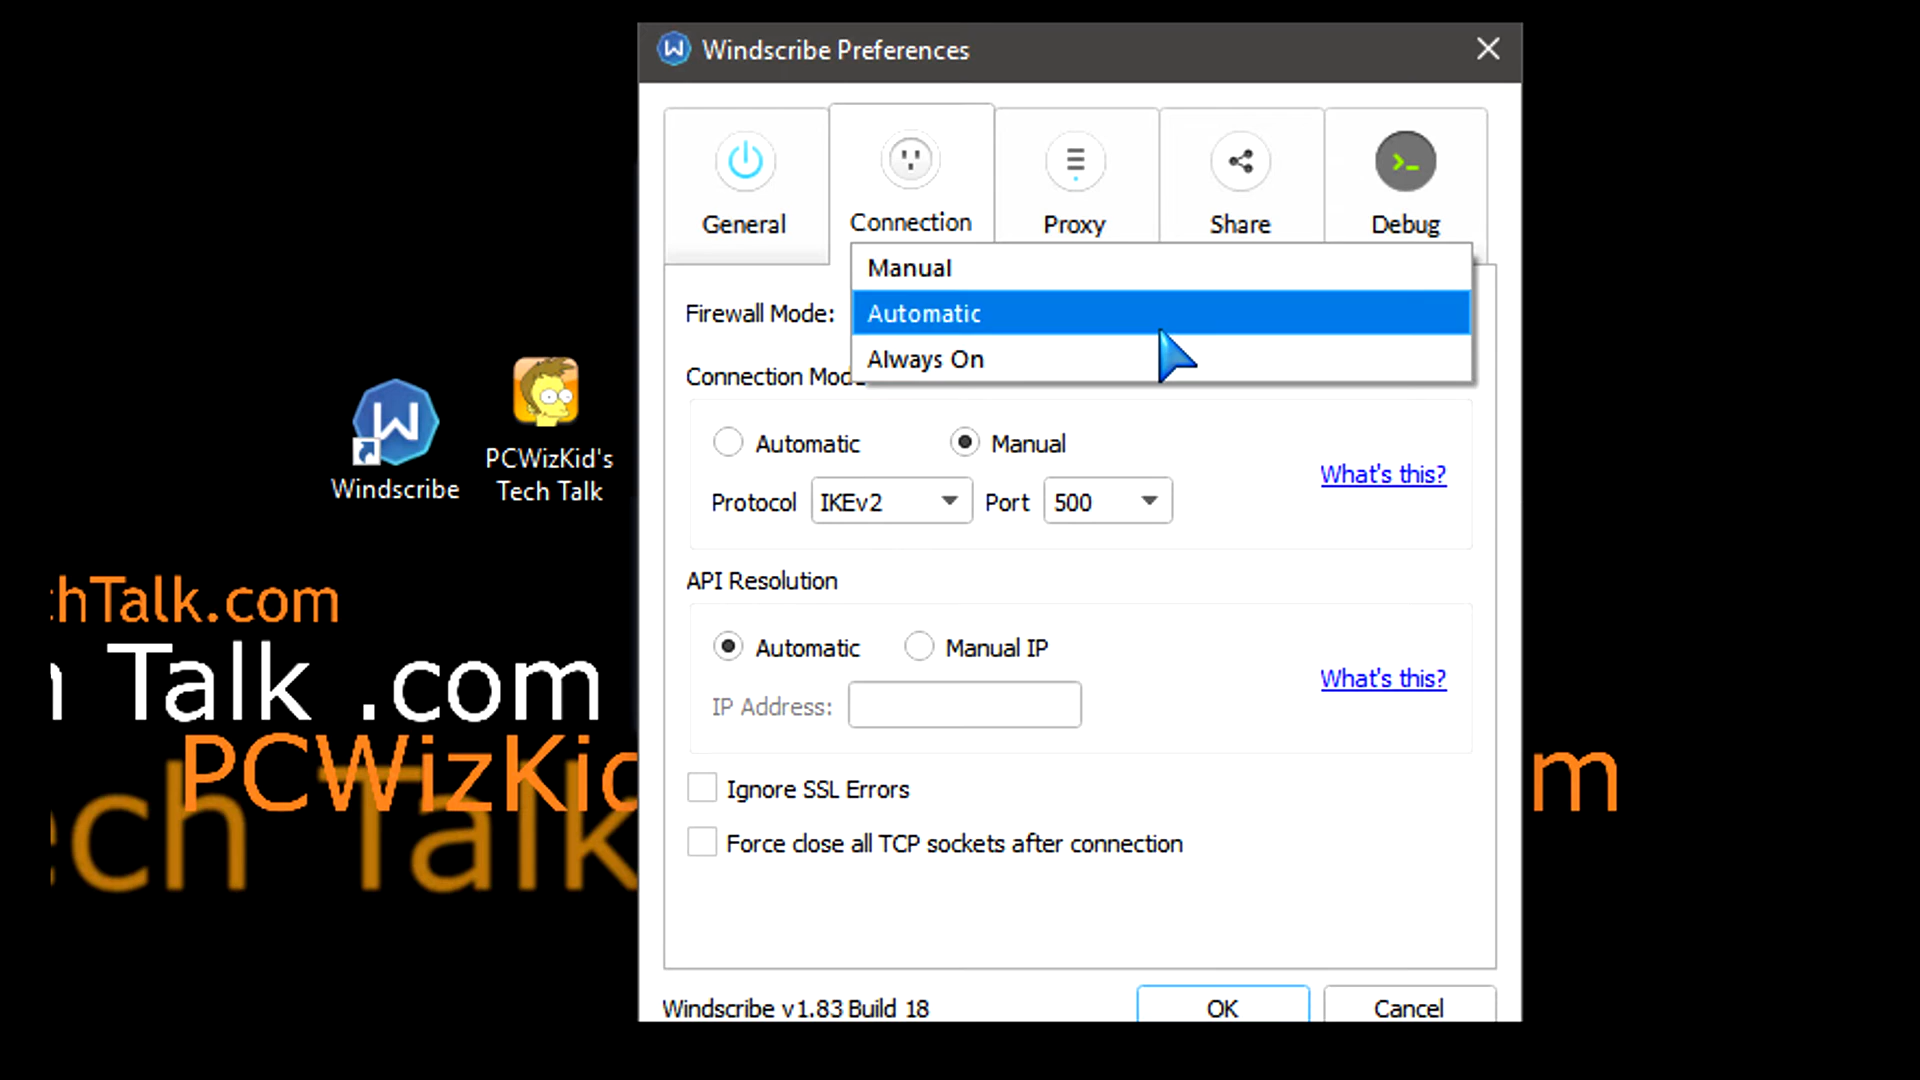 Windscribe Preferences
General
Connection
Proxy
Share
Debug
Manual
Firewall Mode:
Automatic
Always On
Connection Mod
Automatic
Manual
What's this?
Protocol
IKEv2
Port
500
API Resolution
Automatic
Manual IP
What's this?
IP Address:
Ignore SSL Errors
Force close all TCP sockets after connection
Windscribe v1.83 Build 18
OK
Cancel
Windscribe
PCWizKid's
Tech Talk
hTalk.com
Talk .com
PCWizKid
m
ech Talk